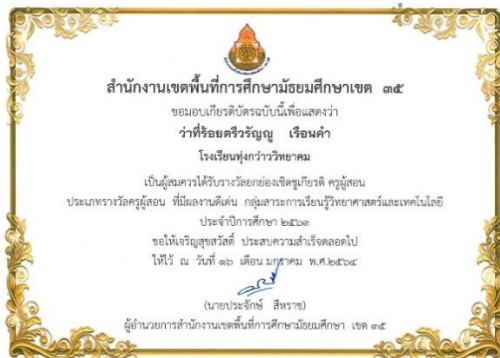 สำนักงานเขตพื้นที่การศึกษามัธยมศึกษาเขต ๓๕
ขอมอบเกียรติบัตรฉบับนี้เพื่อแสดงว่า
ว่าที่ร้อยตรีวรัญญู เรือนคำ
โรงเรียนทุ่งกว๋าววิทยาคม
เป็นผู้สมควรได้รับรางวัลยกย่องเชิดชูเกียรติ ครูผู้สอน
ประเภทรางวัลครูผู้สอน ที่มีผลงานดีเด่น กลุ่มสาระการเรียนรู้วิทยาศาสตร์และเทคโนโลยี
ประจำปีการศึกษา ๒๕๖๓
ขอให้เจริญสุขสวัสดิ์ ประสบความสำเร็จตลอดไป
ให้ไว้ ณ วันที่ ๑๖ เดือน มกราคม พ.ศ.๒๕๖๔
(นายประจักษ์ สีหราช)
ผู้อำนวยการสำนักงานเขตพื้นที่การศึกษามัธยมศึกษา เขต ๓๕